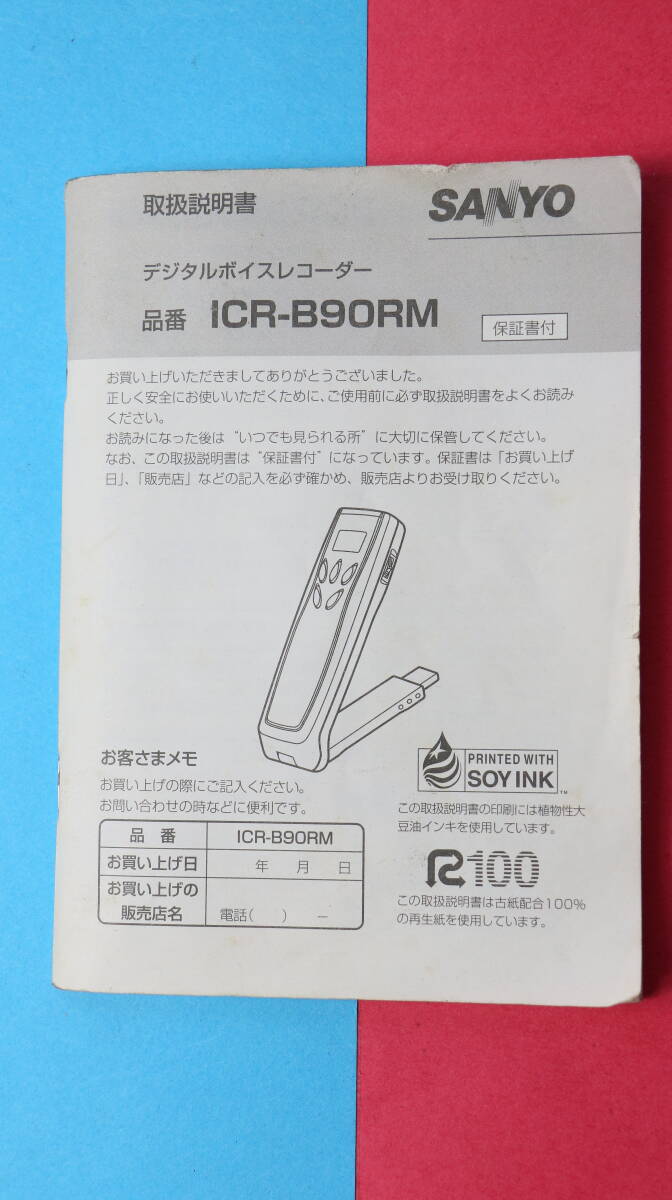 取扱説明書
SANYO
デジタルボイスレコーダー
品番 ICR-B90RM
保証書付
お買い上げいただきましてありがとうございました。
正しく安全にお使いいただくために、ご使用前に必ず取扱説明書をよくお読み
ください。
お読みになった後は“いつでも見られる所”に大切に保管してください。
なお、この取扱説明書は“保証書付”になっています。保証書は「お買い上げ
日」、「販売店」などの記入を必ず確かめ、販売店よりお受け取りください。
お客さまメモ
お買い上げの際にご記入ください。
お問い合わせの時などに便利です。
品 番 ICR-B90RM
お買い上げ日 年 月 日
お買い上げの
販売店名 電話( ) －
PRINTED WITH
SOY INK™
この取扱説明書の印刷には植物性大
豆油インキを使用しています。
R100
この取扱説明書は古紙配合100%
の再生紙を使用しています。